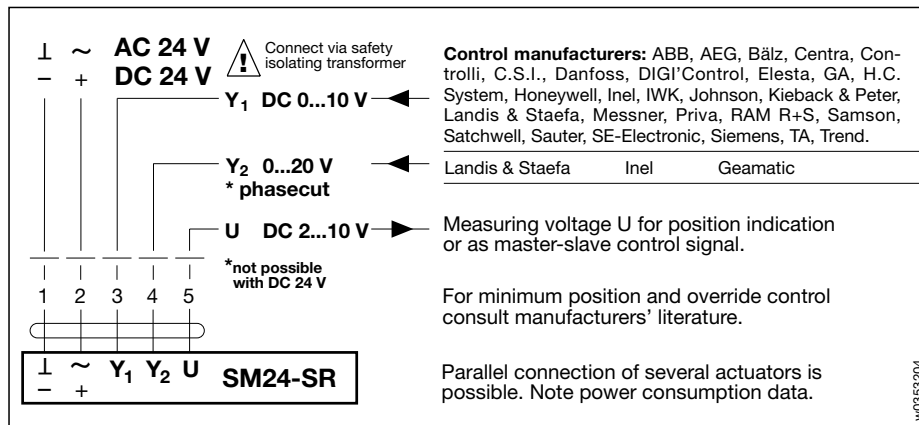 ⊥ ~ AC 24 V
– + DC 24 V
Connect via safety
isolating transformer
Y1 DC 0...10 V
Control manufacturers: ABB, AEG, Bälz, Centra, Con-
trolli, C.S.I., Danfoss, DIGI’Control, Elesta, GA, H.C.
System, Honeywell, Inel, IWK, Johnson, Kieback & Peter,
Landis & Staefa, Messner, Priva, RAM R+S, Samson,
Satchwell, Sauter, SE-Electronic, Siemens, TA, Trend.
Y2 0...20 V
* phasecut
Landis & Staefa Inel Geamatic
U DC 2...10 V
Measuring voltage U for position indication
or as master-slave control signal.
*not possible
with DC 24 V
1 2 3 4 5
For minimum position and override control
consult manufacturers’ literature.
⊥ ~ Y1 Y2 U SM24-SR
– +
Parallel connection of several actuators is
possible. Note power consumption data.
w0353204